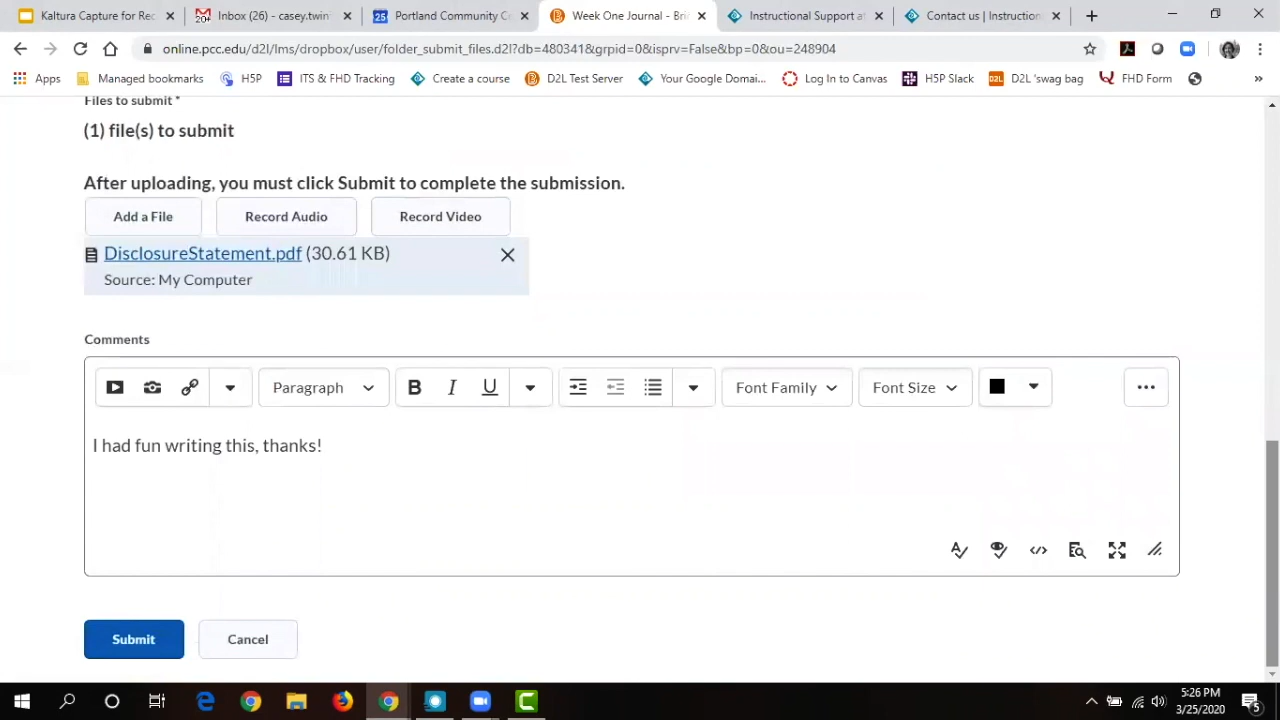 Kaltura Capture for Rec
Inbox (26) - casey.twin
Portland Community Ce
Week One Journal - Bri
Instructional Support at
Contact us | Instruction
online.pcc.edu/d2l/lms/dropbox/user/folder_submit_files.d2l?db=480341&grpid=0&isprv=False&bp=0&ou=248904
Apps
Managed bookmarks
H5P
ITS & FHD Tracking
Create a course
D2L Test Server
Your Google Domai...
Log In to Canvas
H5P Slack
D2L 'swag bag
FHD Form
»
Files to submit *
(1) file(s) to submit
After uploading, you must click Submit to complete the submission.
Add a File
Record Audio
Record Video
DisclosureStatement.pdf (30.61 KB)
Source: My Computer
Comments
Paragraph
B I U
Font Family
Font Size
I had fun writing this, thanks!
Submit
Cancel
5:26 PM
3/25/2020
5